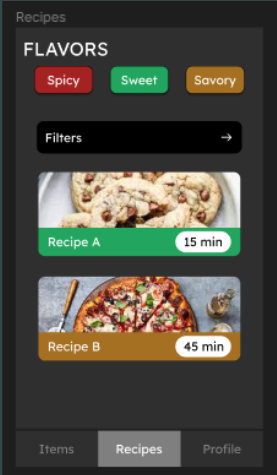 Recipes
FLAVORS
Spicy Sweet Savory
Filters →
Recipe A 15 min
Recipe B 45 min
Items Recipes Profile